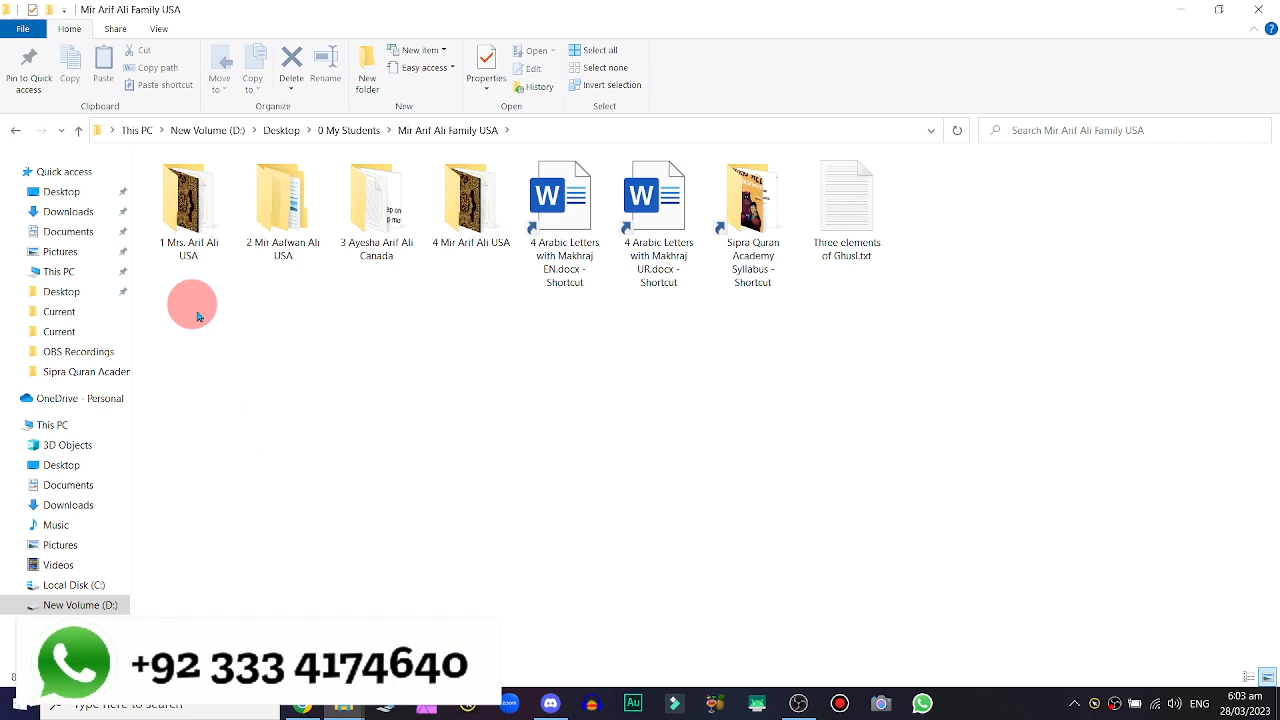 Mir Arif Ali Family USA
File
Home
Share
View
Pin to Quick access
Copy
Paste
Cut
Copy path
Paste shortcut
Clipboard
Move to
Copy to
Delete
Rename
Organize
New folder
New item
Easy access
New
Properties
Open
Edit
History
Open
Select all
Select none
Invert selection
Select
This PC > New Volume (D:) > Desktop > 0 My Students > Mir Arif Ali Family USA >
Search Mir Arif Ali Family USA
Quick access
Desktop
Downloads
Documents
Pictures
This PC
Desktop
Current
Current
OBS Recordings
Sipra Quran Acader
OneDrive - Personal
This PC
3D Objects
Desktop
Documents
Downloads
Music
Pictures
Videos
Local Disk (C:)
New Volume (D:)
1 Mrs. Arif Ali
USA
2 Mir Aafwan Ali
USA
3 Ayesha Arif Ali
Canada
4 Mir Arif Ali USA
4 Arabic Letters
with Makhraj
EN.docx -
Shortcut
4 Arabic Letters
with Makhraj
UR.docx -
Shortcut
Sipra Quran
Academy
Syllabus -
Shortcut
Three elements
of Ghusl.txt
+92 333 4174640
zoom
Au
ENG
6:03 am
26/03/2023